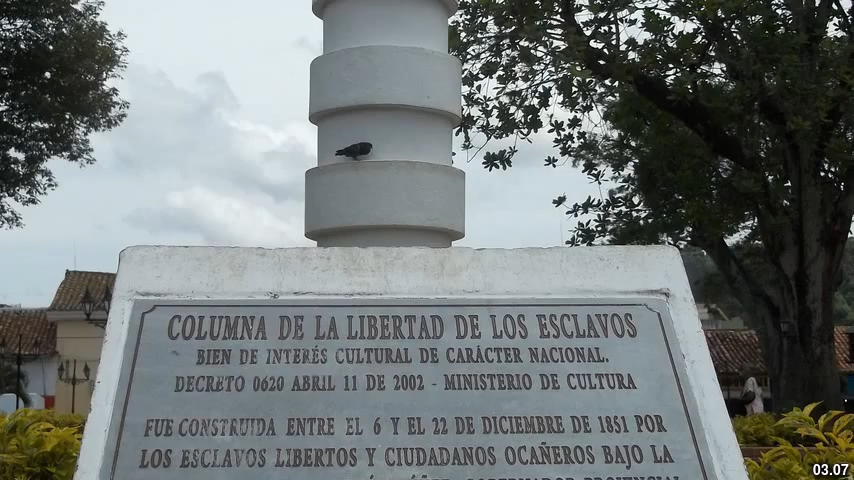 COLUMNA DE LA LIBERTAD DE LOS ESCLAVOS
BIEN DE INTERÉS CULTURAL DE CARÁCTER NACIONAL.
DECRETO 0620 ABRIL 11 DE 2002 - MINISTERIO DE CULTURA
FUE CONSTRUIDA ENTRE EL 6 Y EL 22 DE DICIEMBRE DE 1851 POR
LOS ESCLAVOS LIBERTOS Y CIUDADANOS OCAÑEROS BAJO LA
GOBERNADOR PROVINCIAL
03.07